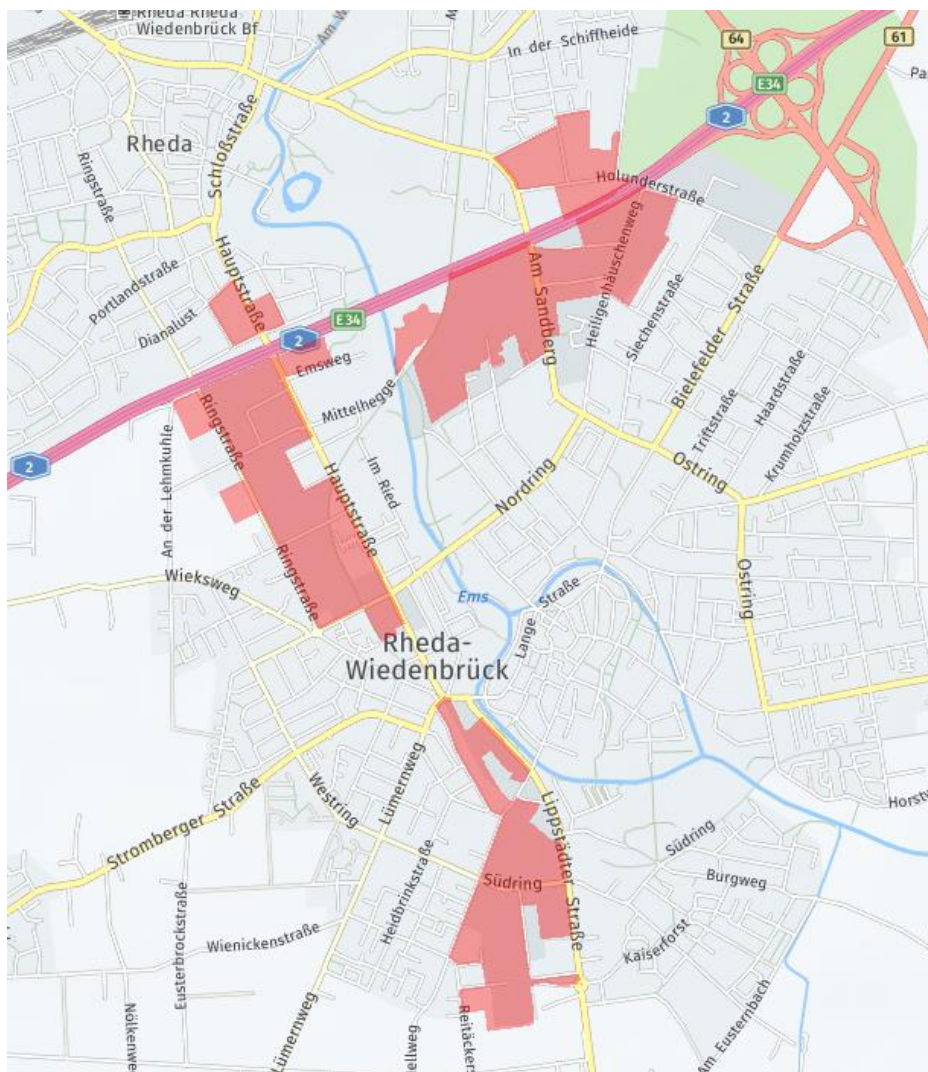 Rheda Rheda
Wiedenbrück Bf
64
61
In der Schiffheide
E34
2
Rheda
Schloßstraße
Ringstraße
Holunderstraße
Heiligenhäuschenweg
Hauptstraße
Portlandstraße
Am Sandberg
Siechenstraße
Bielefelder Straße
Dianalust
E34
2
Emsweg
Mittelhegge
Ringstraße
Haardstraße
Triftstraße
Krumholzstraße
2
An der Lehmkuhle
Hauptstraße
Im Ried
Nordring
Ostring
Ringstraße
Wieksweg
Ems
Lange Straße
Ostring
Rheda-
Wiedenbrück
Lümernweg
Westring
Stromberger Straße
Lippstädter Straße
Südring
Südring
Burgweg
Heidbrinkstraße
Eusterbrockstraße
Wienickenstraße
Kaiserforst
Lümernweg
Am Eusternbach